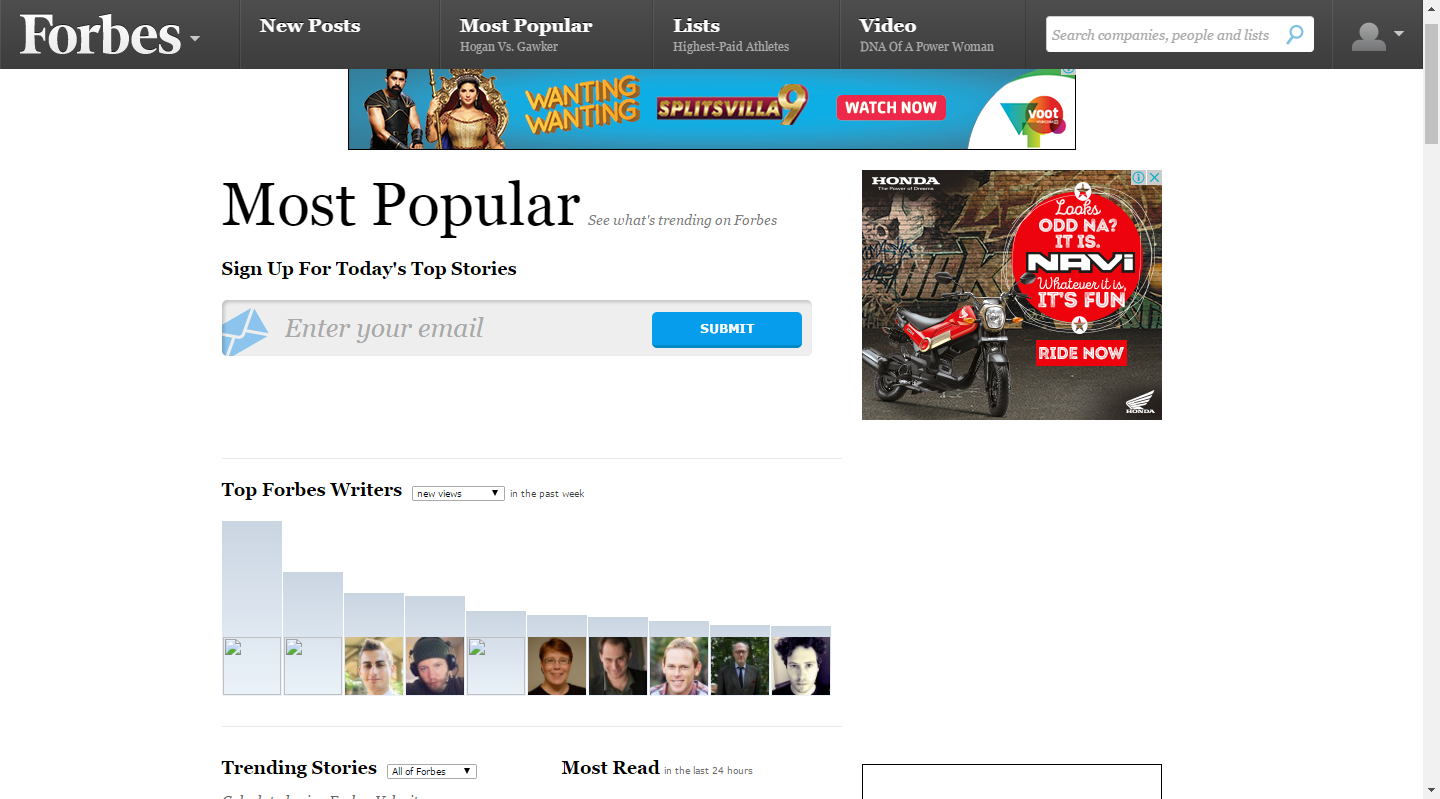 Forbes
New Posts
Most Popular
Hogan Vs. Gawker
Lists
Highest-Paid Athletes
Video
DNA Of A Power Woman
Search companies, people and lists
WANTING
WANTING
SPLITSVILLA 9
WATCH NOW
voot
Most Popular See what's trending on Forbes
Sign Up For Today's Top Stories
Enter your email
SUBMIT
HONDA
The Power of Dreams
Looks
ODD NA?
IT IS.
NAVi
Whatever it is,
IT'S FUN
RIDE NOW
HONDA
Top Forbes Writers new views in the past week
Trending Stories All of Forbes
Most Read in the last 24 hours